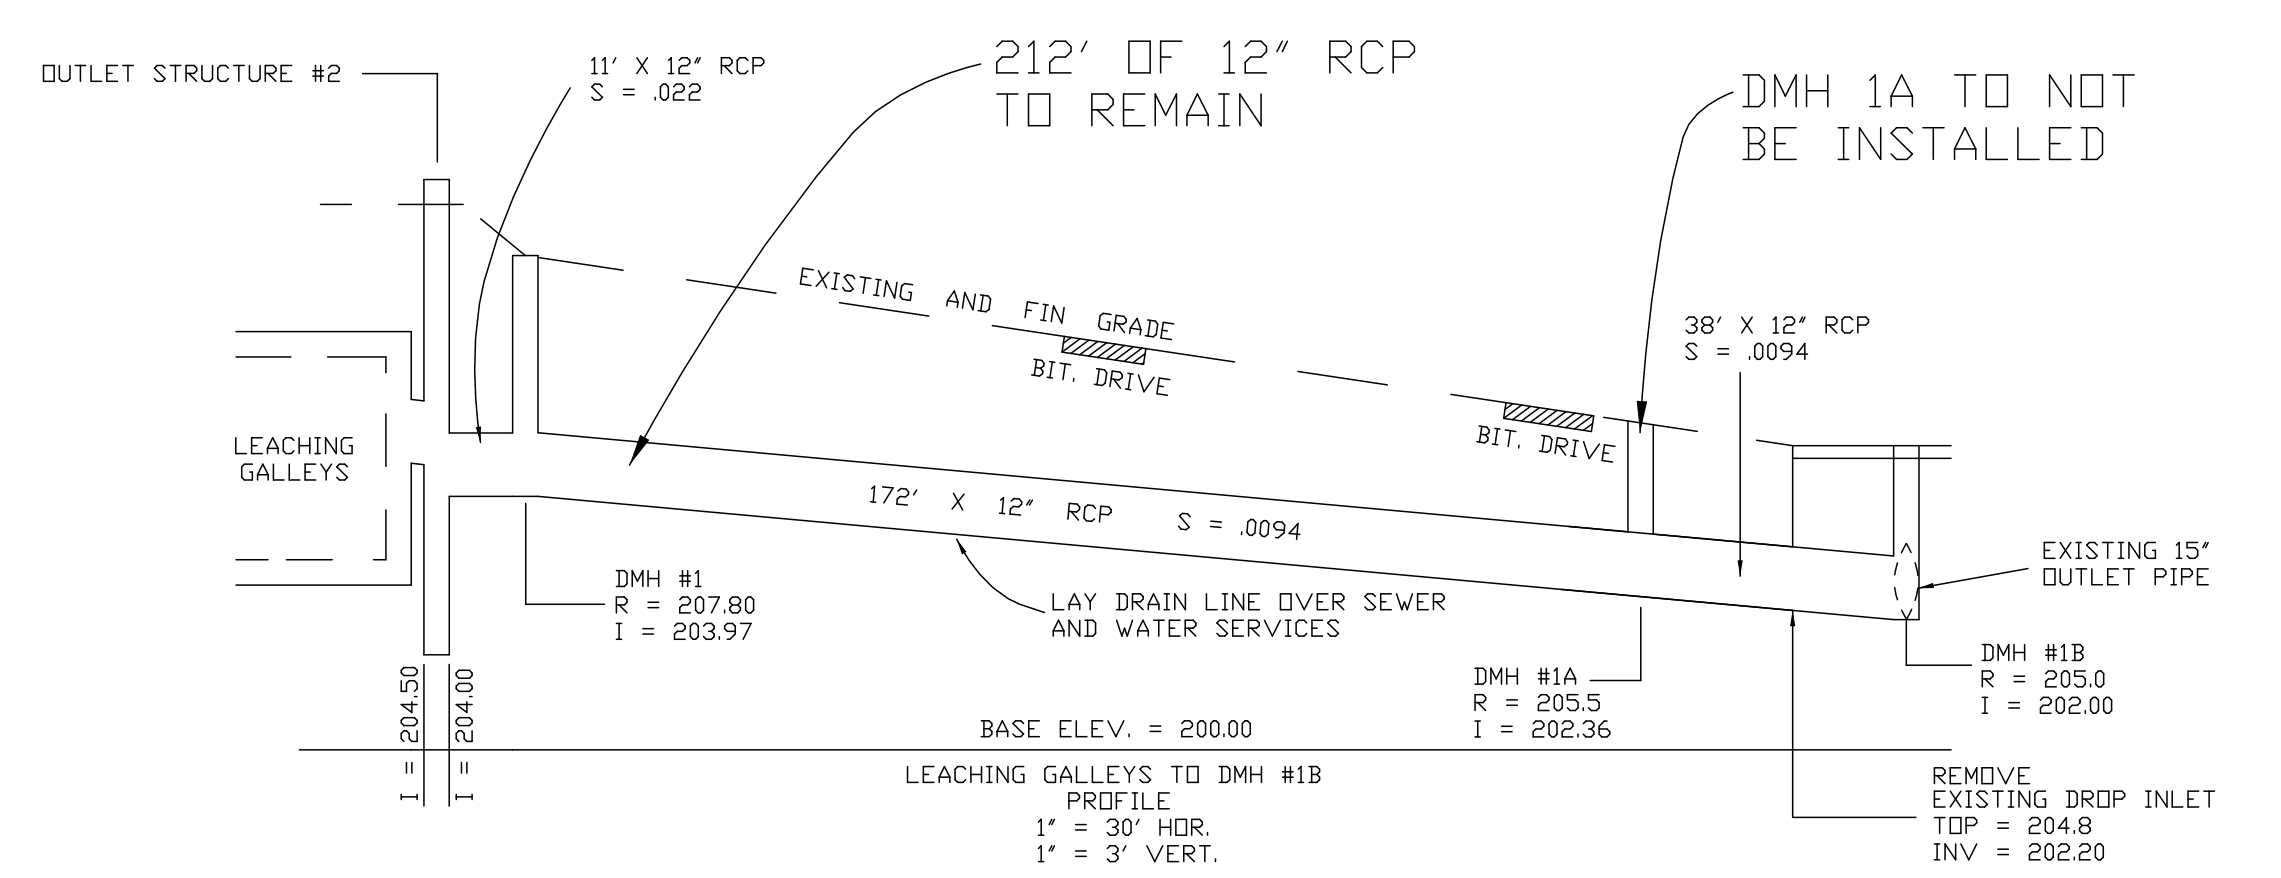 OUTLET STRUCTURE #2
11' X 12" RCP
S = .022
212' OF 12" RCP
TO REMAIN
DMH 1A TO NOT
BE INSTALLED
EXISTING AND FIN GRADE
BIT. DRIVE
38' X 12" RCP
S = .0094
BIT. DRIVE
LEACHING
GALLEYS
172' X 12" RCP S = .0094
EXISTING 15"
OUTLET PIPE
DMH #1
R = 207.80
I = 203.97
LAY DRAIN LINE OVER SEWER
AND WATER SERVICES
DMH #1A
R = 205.5
I = 202.36
DMH #1B
R = 205.0
I = 202.00
I = 204.50
I = 204.00
BASE ELEV. = 200.00
LEACHING GALLEYS TO DMH #1B
PROFILE
1" = 30' HOR.
1" = 3' VERT.
REMOVE
EXISTING DROP INLET
TOP = 204.8
INV = 202.20